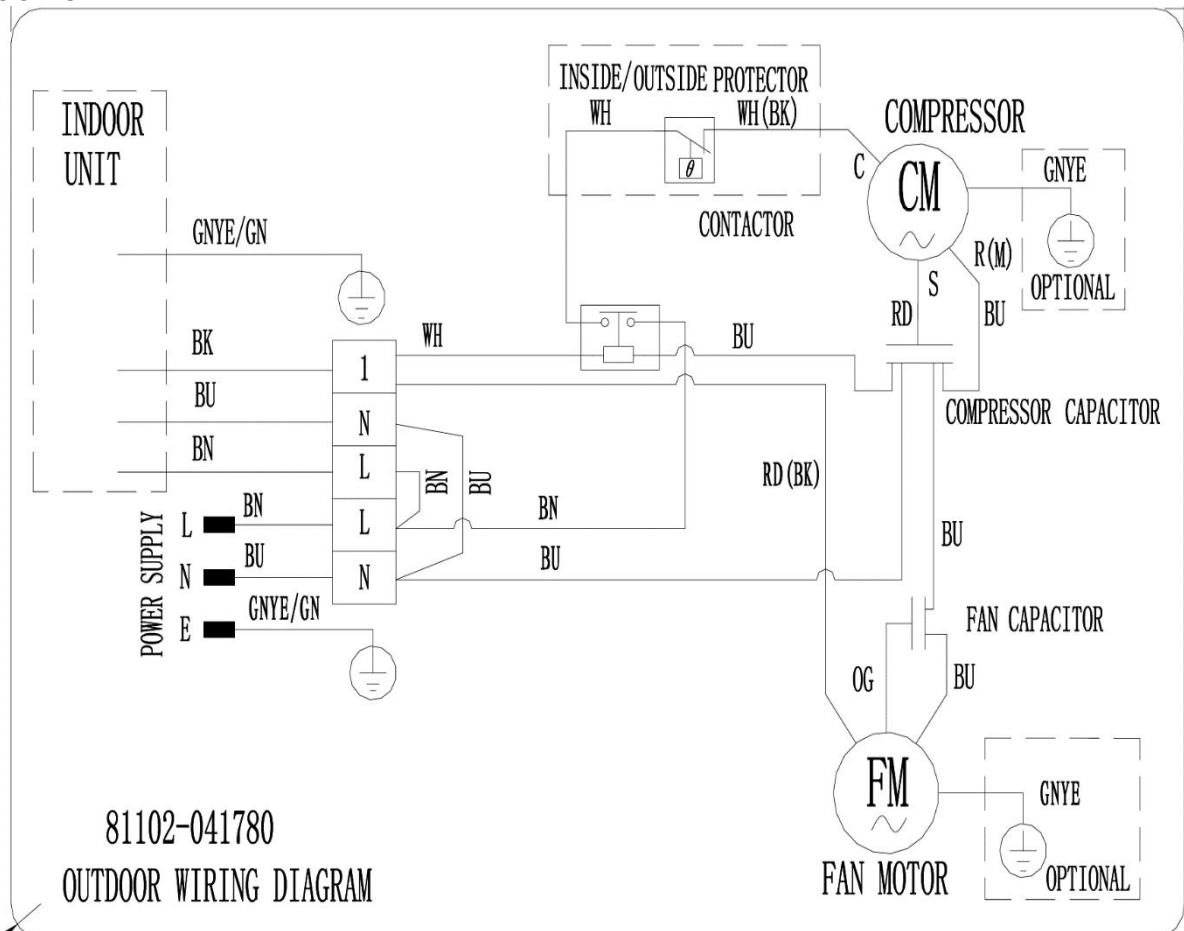 INSIDE/OUTSIDE PROTECTOR
WH
WH(BK)
θ
CONTACTOR
COMPRESSOR
C
CM
R(M)
S
RD
BU
GNYE
OPTIONAL
INDOOR
UNIT
GNYE/GN
BK
BU
BN
1
N
L
L
N
WH
BU
BN
BU
BN
BU
POWER SUPPLY
L
BN
N
BU
E
GNYE/GN
COMPRESSOR CAPACITOR
RD(BK)
BU
FAN CAPACITOR
OG
BU
FM
FAN MOTOR
GNYE
OPTIONAL
81102-041780
OUTDOOR WIRING DIAGRAM